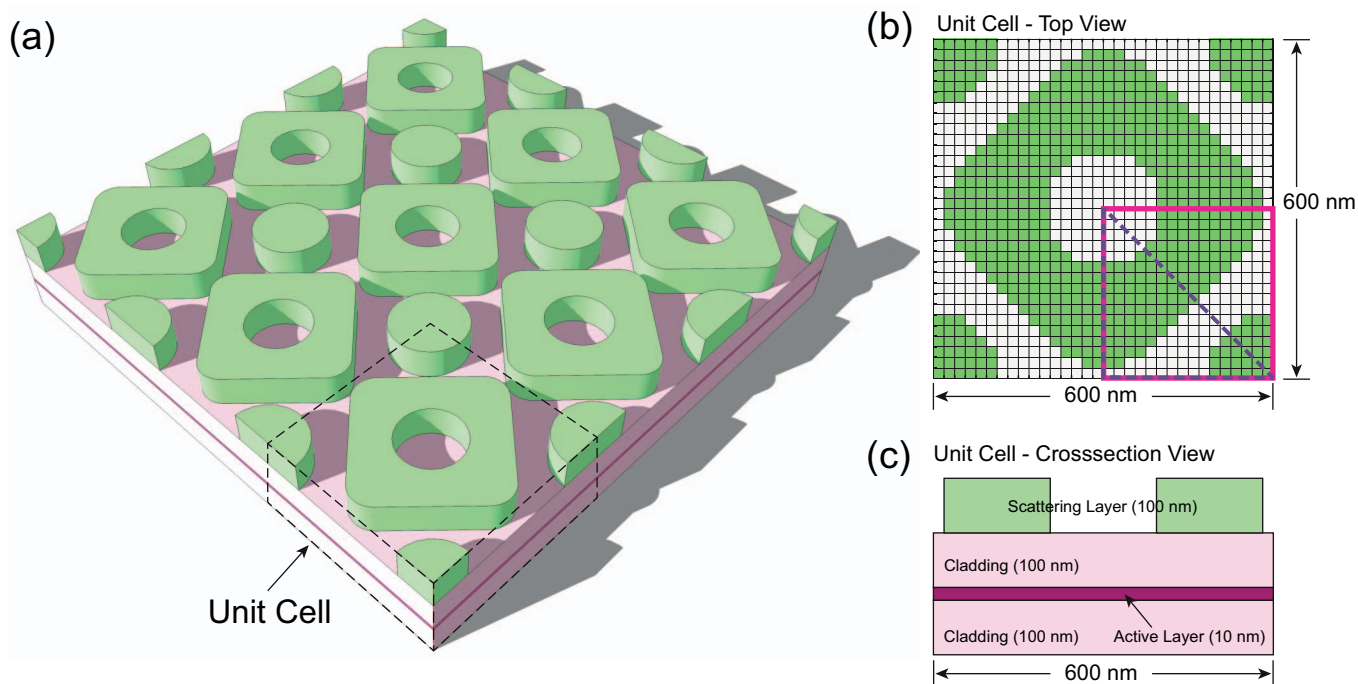 (a)
Unit Cell
(b)
Unit Cell - Top View
600 nm
600 nm
(c)
Unit Cell - Crosssection View
Scattering Layer (100 nm)
Cladding (100 nm)
Cladding (100 nm)
Active Layer (10 nm)
600 nm